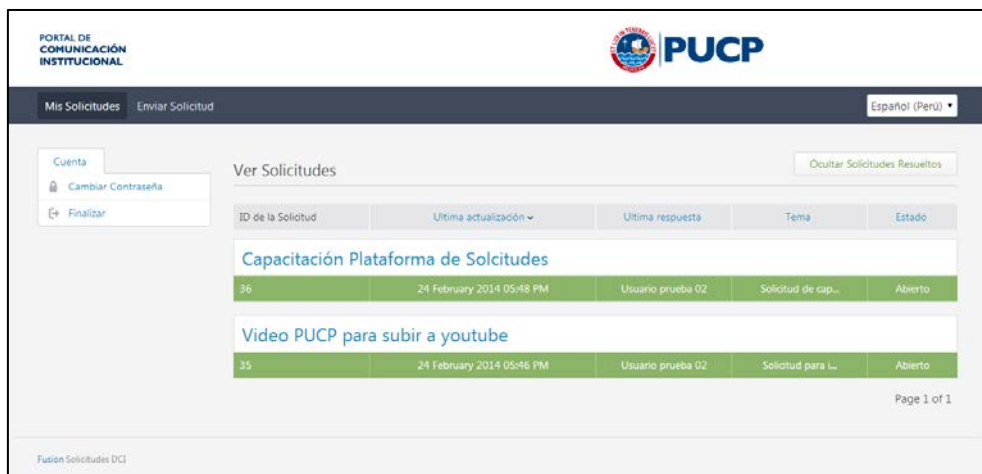 PORTAL DE
COMUNICACIÓN
INSTITUCIONAL
PUCP
Mis Solicitudes Enviar Solicitud Español (Perú)
Cuenta
Cambiar Contraseña
Finalizar
Ver Solicitudes
Ocultar Solicitudes Resueltos
ID de la Solicitud Ultima actualización Ultima respuesta Tema Estado
Capacitación Plataforma de Solcitudes
36 24 February 2014 05:48 PM Usuario prueba 02 Solicitud de cap... Abierto
Video PUCP para subir a youtube
35 24 February 2014 05:46 PM Usuario prueba 02 Solicitud para i... Abierto
Page 1 of 1
Fusion Solicitudes DCI